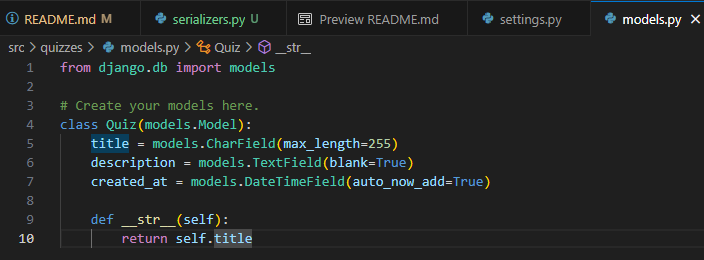 README.md M serializers.py U Preview README.md settings.py models.py
src > quizzes > models.py > Quiz > __str__
1 from django.db import models
2
3 # Create your models here.
4 class Quiz(models.Model):
5     title = models.CharField(max_length=255)
6     description = models.TextField(blank=True)
7     created_at = models.DateTimeField(auto_now_add=True)
8
9     def __str__(self):
10         return self.title